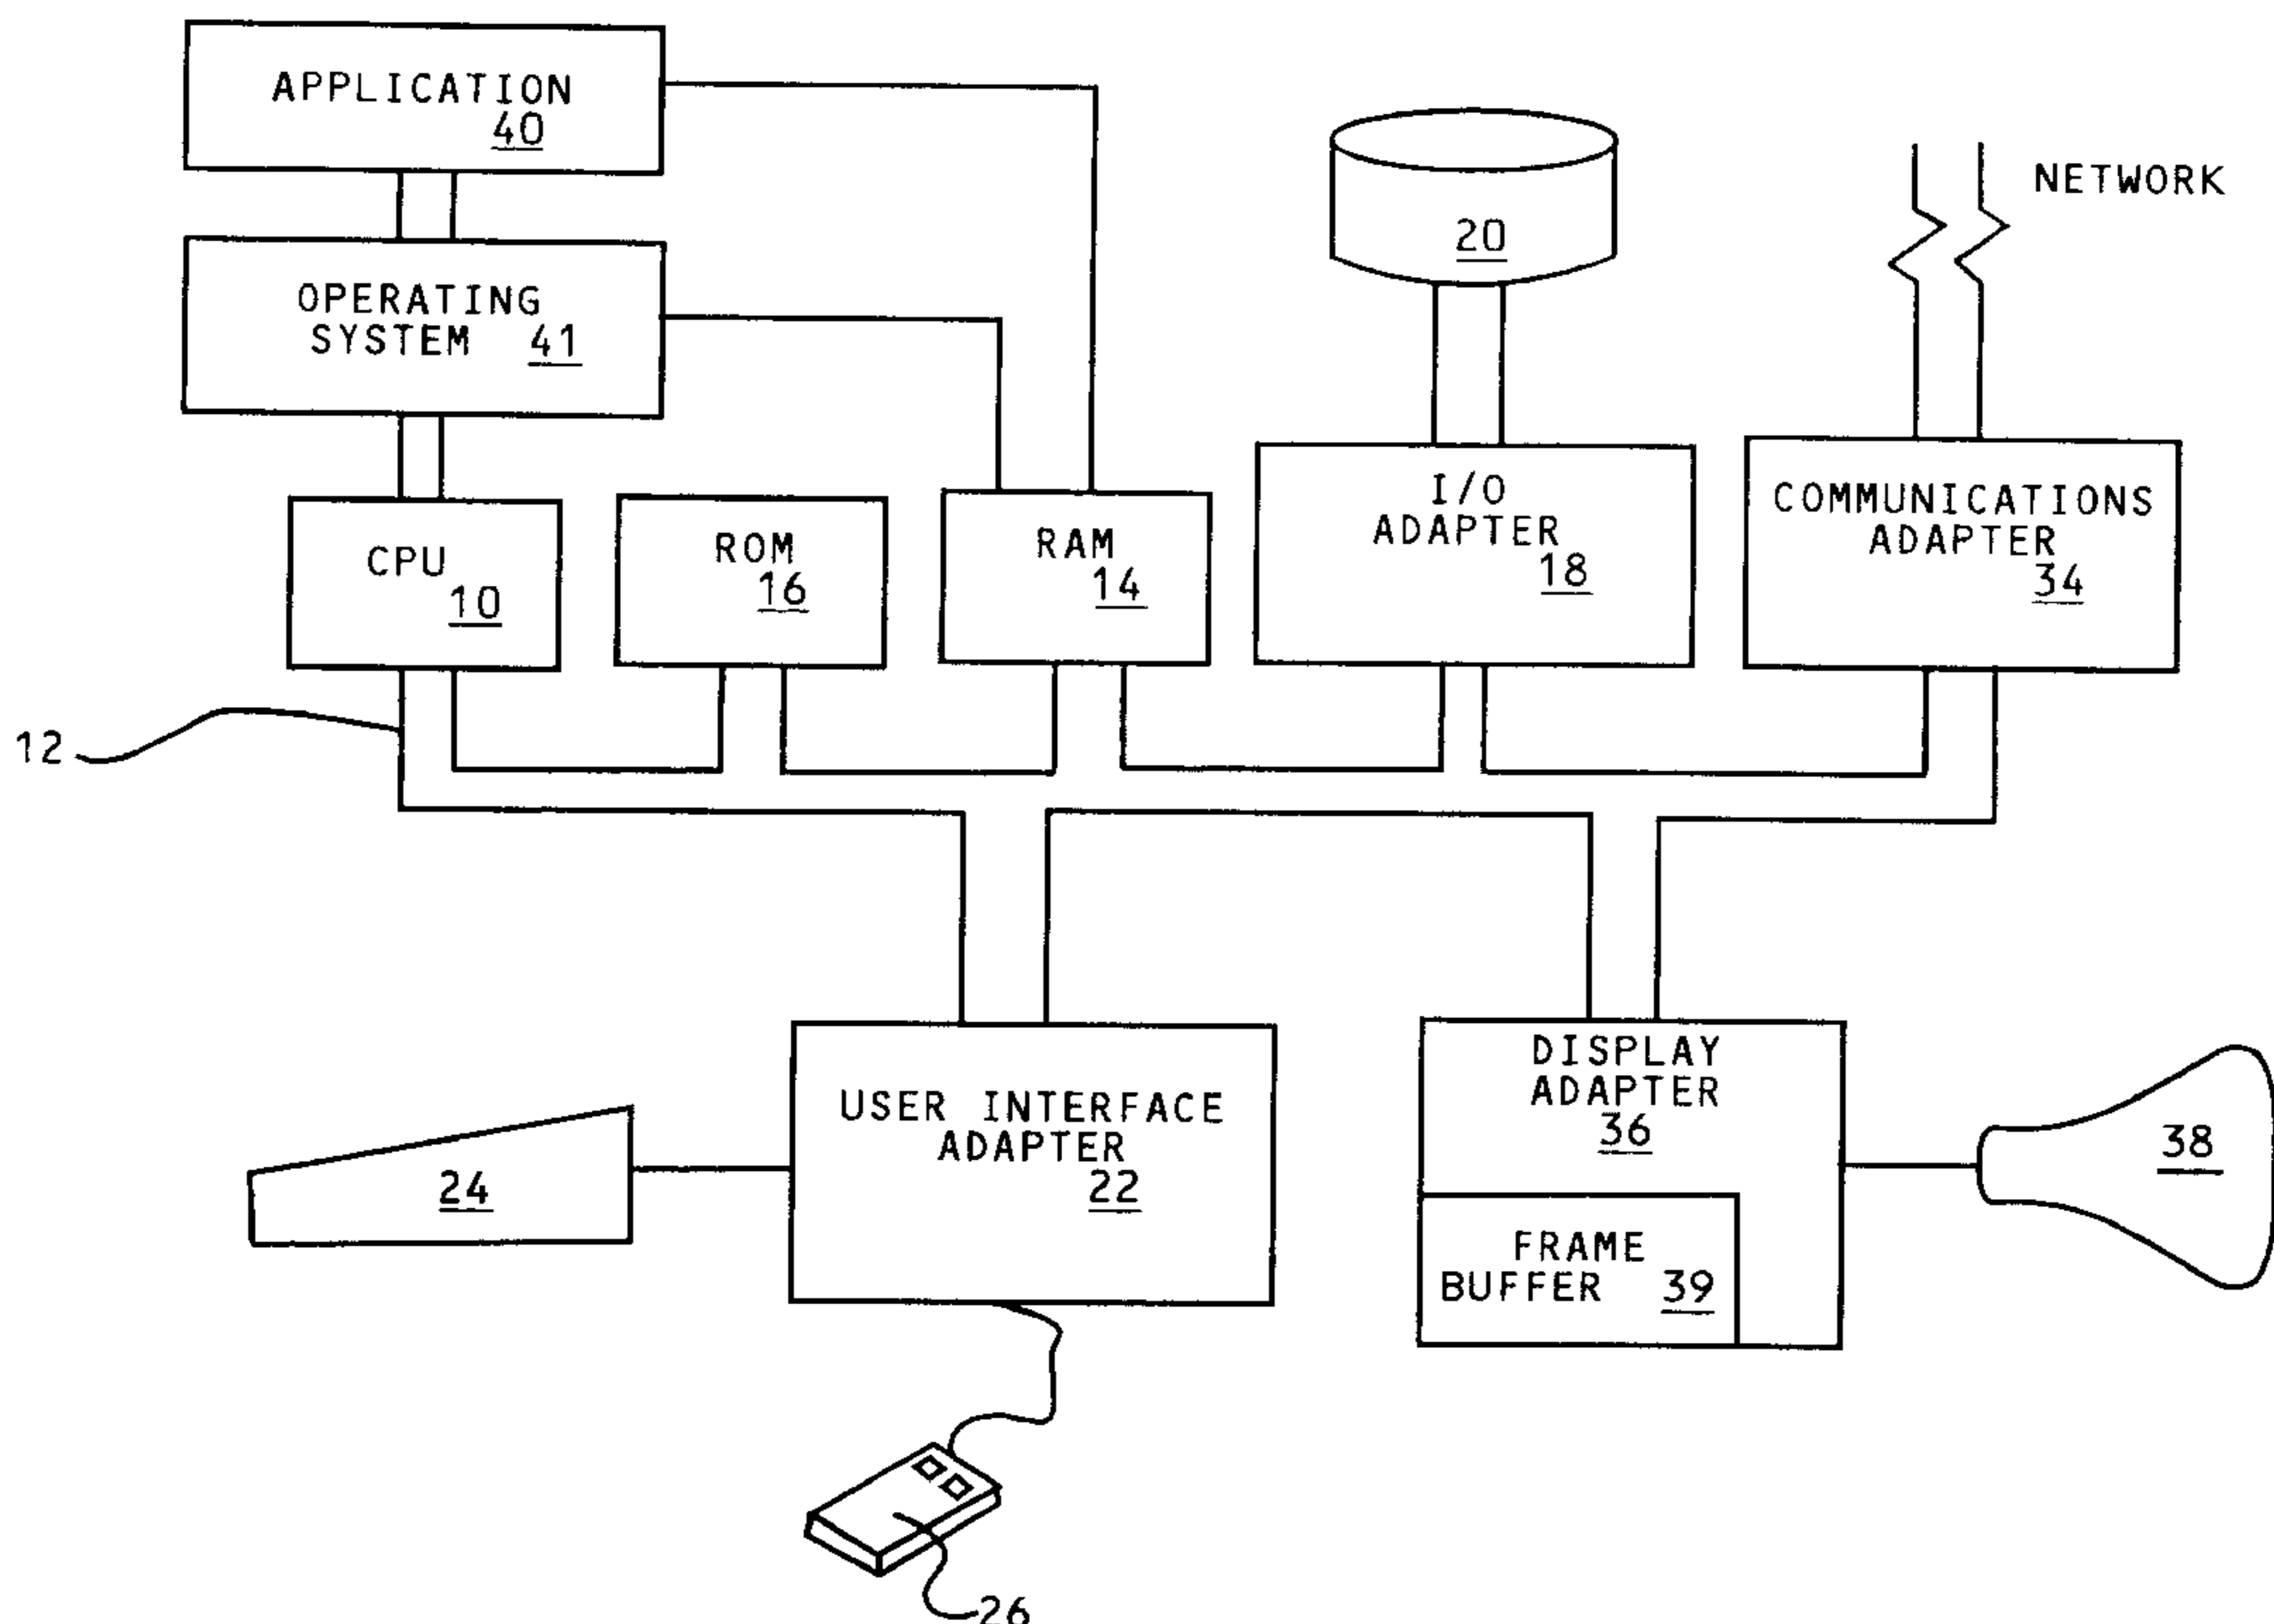 APPLICATION
40
NETWORK
20
OPERATING
SYSTEM 41
I/O
ADAPTER
18
COMMUNICATIONS
ADAPTER
34
CPU
10
ROM
16
RAM
14
12
DISPLAY
ADAPTER
36
USER INTERFACE
ADAPTER
22
24
38
FRAME
BUFFER 39
26